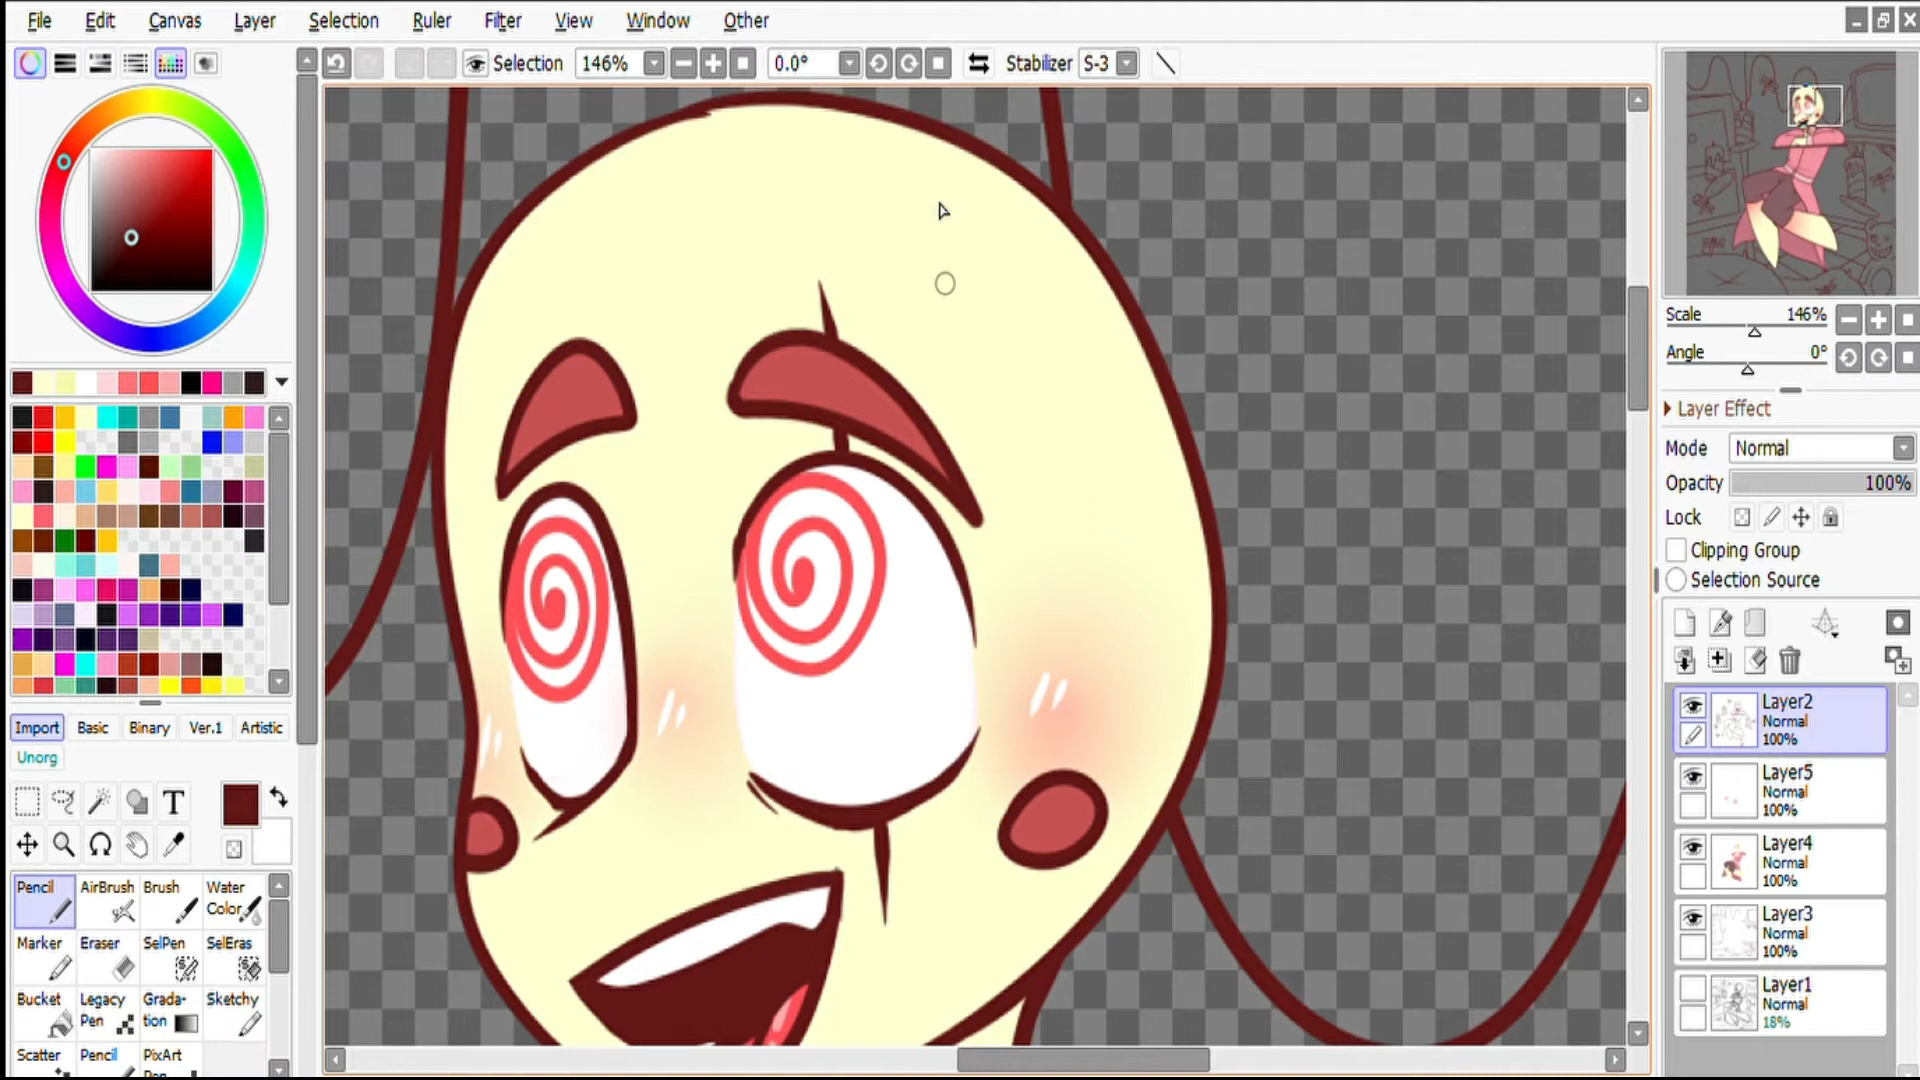 File Edit Canvas Layer Selection Ruler Filter View Window Other
Selection 146% 0.0° Stabilizer S-3
Scale 146%
Angle 0°
Layer Effect
Mode Normal
Opacity 100%
Lock
Clipping Group
Selection Source
Layer2
Normal
100%
Layer5
Normal
100%
Layer4
Normal
100%
Layer3
Normal
100%
Layer1
Normal
18%
Import Basic Binary Ver.1 Artistic
Unorg
T
Pencil AirBrush Brush Water Color
Marker Eraser SelPen SelEras
Bucket Legacy Pen Grada-tion Sketchy
Scatter Pencil PixArt Pen